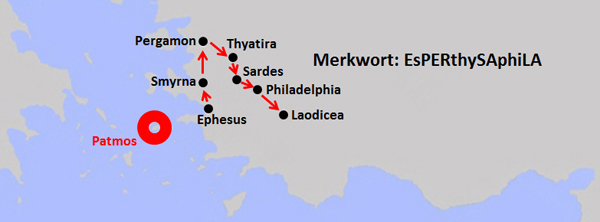 Pergamon
Thyatira
Merkwort: EsPERthySAphiLA
Sardes
Smyrna
Philadelphia
Ephesus
Laodicea
Patmos